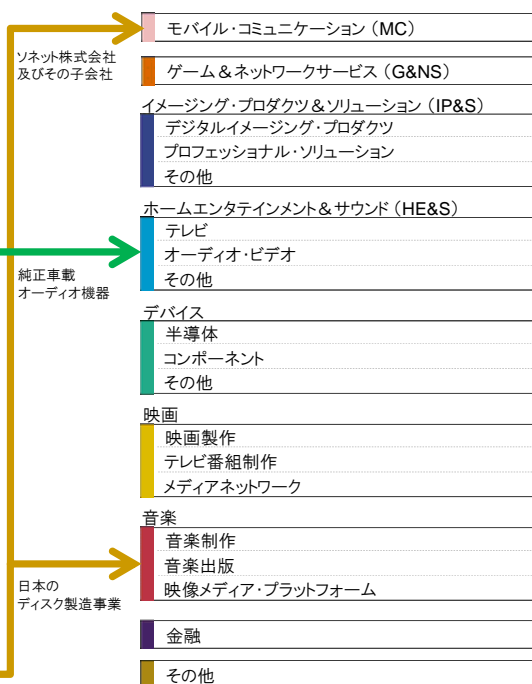 モバイル・コミュニケーション（MC）
ソネット株式会社
及びその子会社
ゲーム＆ネットワークサービス（G&NS）
イメージング・プロダクツ＆ソリューション（IP&S）
デジタルイメージング・プロダクツ
プロフェッショナル・ソリューション
その他
ホームエンタテインメント＆サウンド（HE&S）
テレビ
オーディオ・ビデオ
その他
純正車載
オーディオ機器
デバイス
半導体
コンポーネント
その他
映画
映画製作
テレビ番組制作
メディアネットワーク
音楽
音楽制作
音楽出版
映像メディア・プラットフォーム
日本の
ディスク製造事業
金融
その他